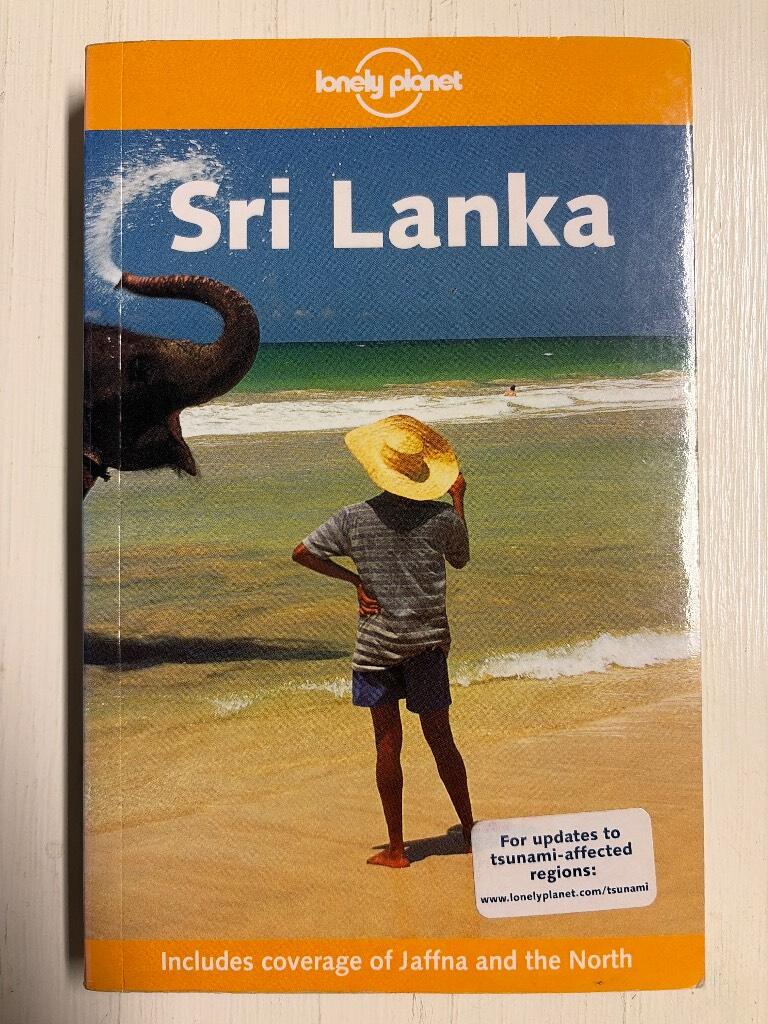 lonely planet
Sri Lanka
For updates to
tsunami-affected
regions:
www.lonelyplanet.com/tsunami
Includes coverage of Jaffna and the North